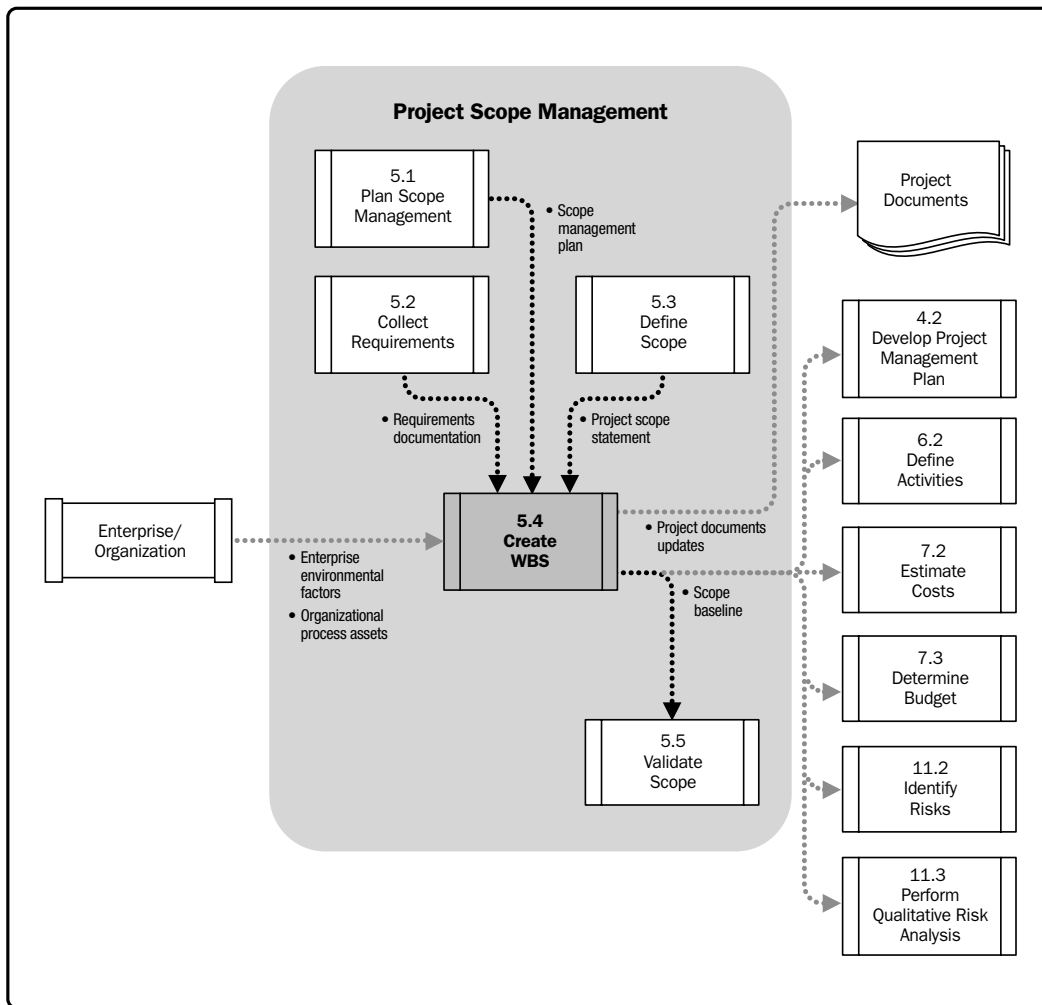 Project Scope Management
5.1
Plan Scope
Management
• Scope
management
plan
5.2
Collect
Requirements
5.3
Define
Scope
• Requirements
documentation
• Project scope
statement
Enterprise/
Organization
• Enterprise
environmental
factors
• Organizational
process assets
5.4
Create
WBS
• Project documents
updates
• Scope
baseline
5.5
Validate
Scope
Project
Documents
4.2
Develop Project
Management
Plan
6.2
Define
Activities
7.2
Estimate
Costs
7.3
Determine
Budget
11.2
Identify
Risks
11.3
Perform
Qualitative Risk
Analysis